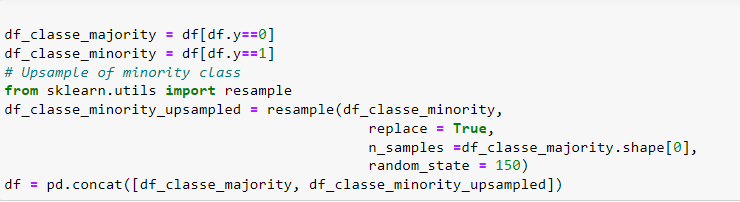 df_classe_majority = df[df.y==0]
df_classe_minority = df[df.y==1]
# Upsample of minority class
from sklearn.utils import resample
df_classe_minority_upsampled = resample(df_classe_minority,
                                           replace = True,
                                           n_samples =df_classe_majority.shape[0],
                                           random_state = 150)
df = pd.concat([df_classe_majority, df_classe_minority_upsampled])